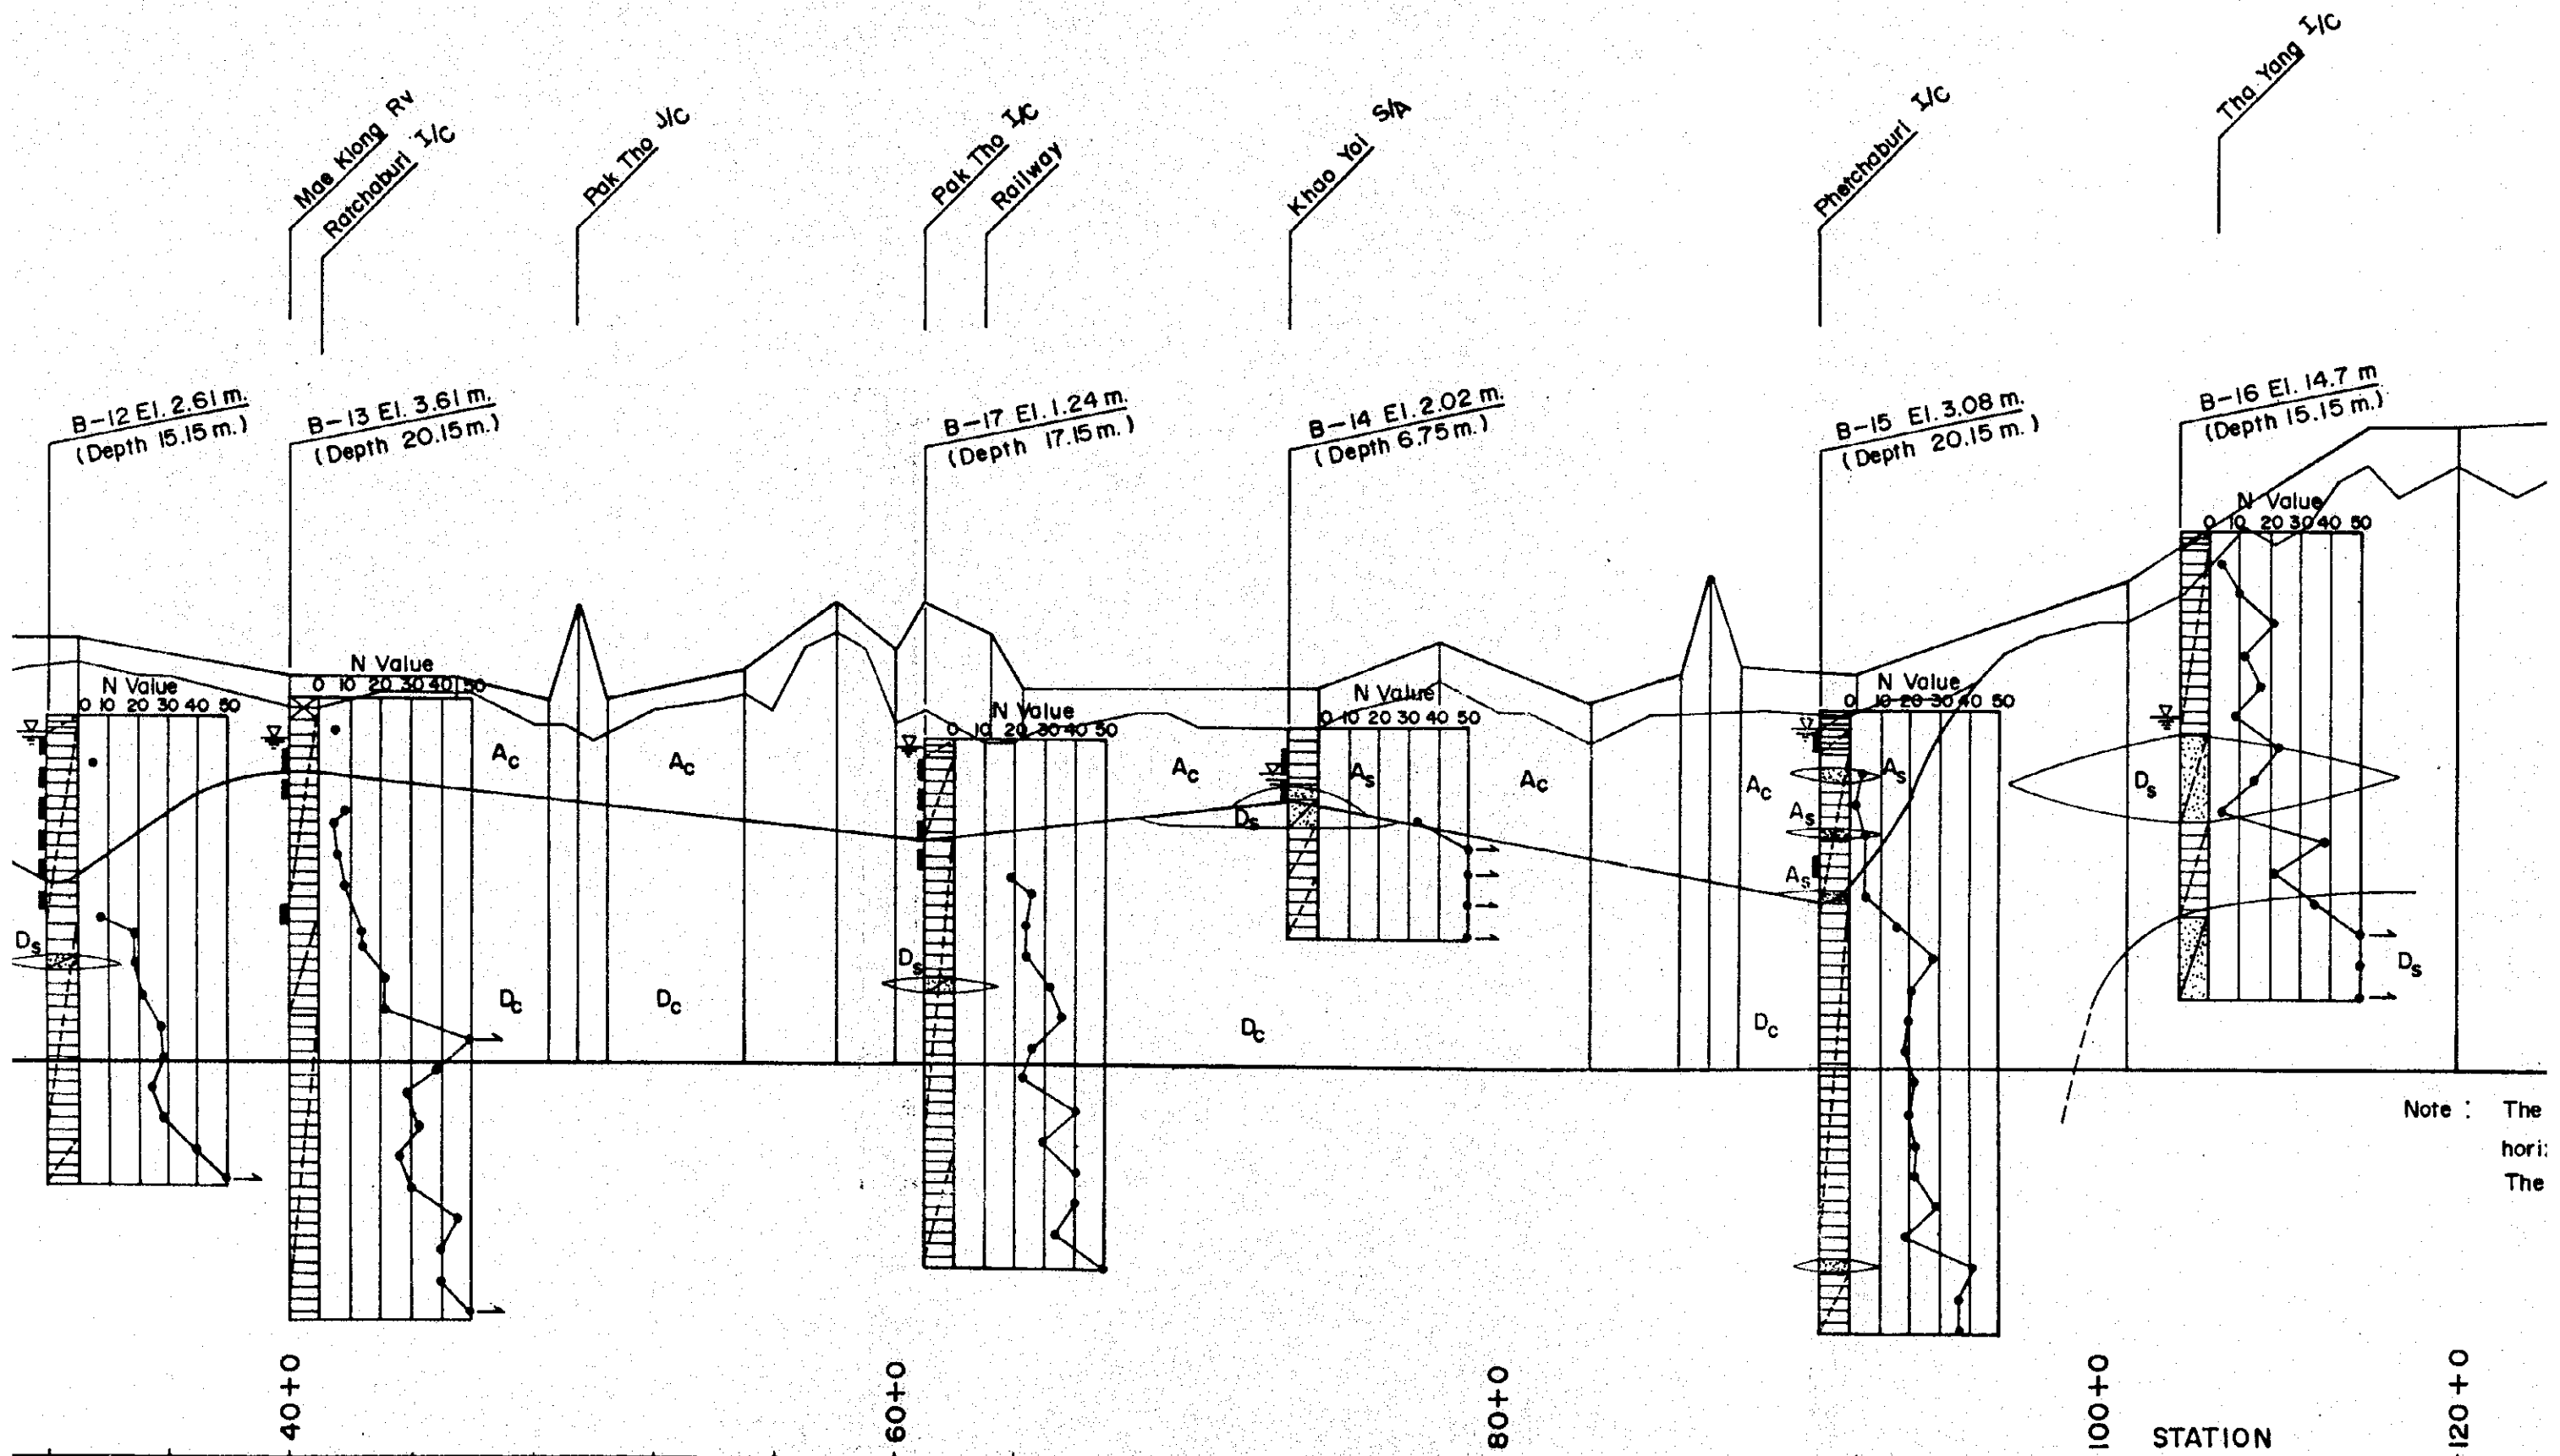 Mae Klong Rv
Ratchaburi I/C
Pak Tho J/C
Pak Tho I/C
Railway
Khao Yoi S/A
Phetchaburi I/C
Tha Yang I/C
B-12 El. 2.61 m.
(Depth 15.15 m.)
B-13 El. 3.61 m.
(Depth 20.15 m.)
B-17 El. 1.24 m.
(Depth 17.15 m.)
B-14 El. 2.02 m.
(Depth 6.75 m.)
B-15 El. 3.08 m.
(Depth 20.15 m.)
B-16 El. 14.7 m
(Depth 15.15 m.)
N Value
0 10 20 30 40 50
N Value
0 10 20 30 40 50
N Value
0 10 20 30 40 50
N Value
0 10 20 30 40 50
N Value
0 10 20 30 40 50
N Value
0 10 20 30 40 50
Ac
Ac
Ac
As
Ac
Ac
As
As
As
Ds
Ds
Ds
Ds
Ds
Dc
Dc
Dc
Dc
Note : The
hori
The
40+0
60+0
80+0
100+0
120+0
STATION